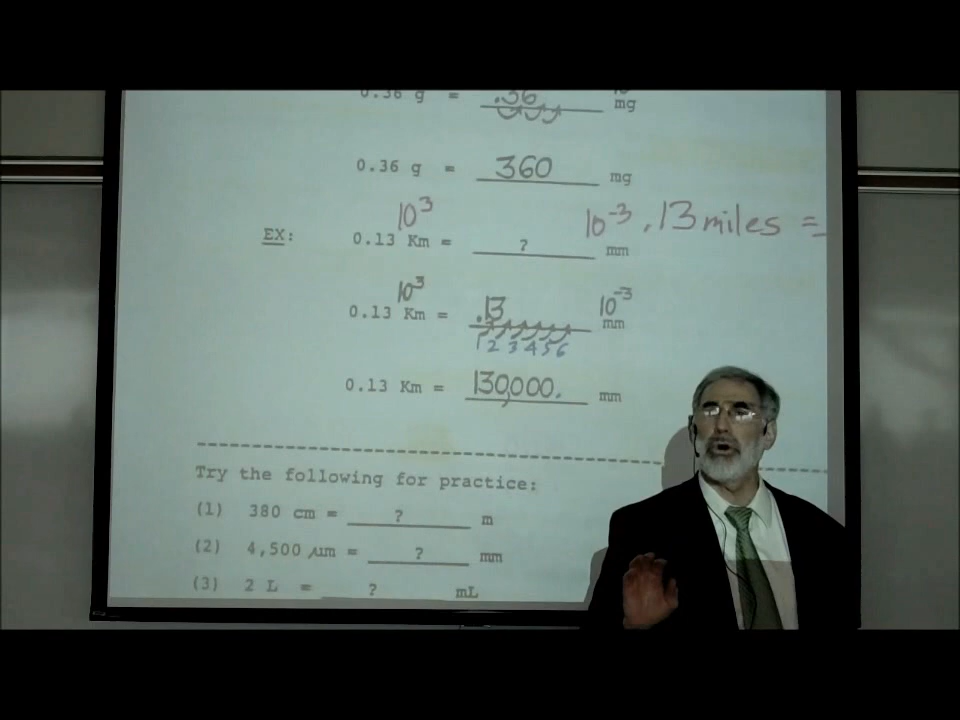 0.36 g = .36 mg
0.36 g = 360 mg
10³ 10⁻³ .13 miles =
EX: 0.13 Km = ? mm
10³ 10⁻³
0.13 Km = .13 mm
1 2 3 4 5 6
0.13 Km = 130,000. mm
Try the following for practice:
(1) 380 cm = ? m
(2) 4,500 µm = ? mm
(3) 2 L = ? mL